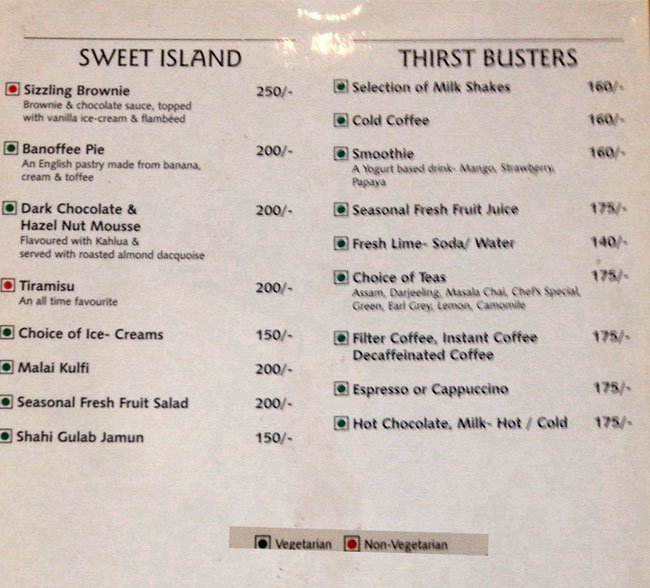 SWEET ISLAND
Sizzling Brownie 250/-
Brownie & chocolate sauce, topped
with vanilla ice-cream & flambéed
Banoffee Pie 200/-
An English pastry made from banana,
cream & toffee
Dark Chocolate & 200/-
Hazel Nut Mousse
Flavoured with Kahlua &
served with roasted almond dacquoise
Tiramisu 200/-
An all time favourite
Choice of Ice- Creams 150/-
Malai Kulfi 200/-
Seasonal Fresh Fruit Salad 200/-
Shahi Gulab Jamun 150/-
THIRST BUSTERS
Selection of Milk Shakes 160/-
Cold Coffee 160/-
Smoothie 160/-
A Yogurt based drink- Mango, Strawberry,
Papaya
Seasonal Fresh Fruit Juice 175/-
Fresh Lime- Soda/ Water 140/-
Choice of Teas 175/-
Assam, Darjeeling, Masala Chai, Chef's Special,
Green, Earl Grey, Lemon, Camomile
Filter Coffee, Instant Coffee 175/-
Decaffeinated Coffee
Espresso or Cappuccino 175/-
Hot Chocolate, Milk- Hot / Cold 175/-
Vegetarian Non-Vegetarian